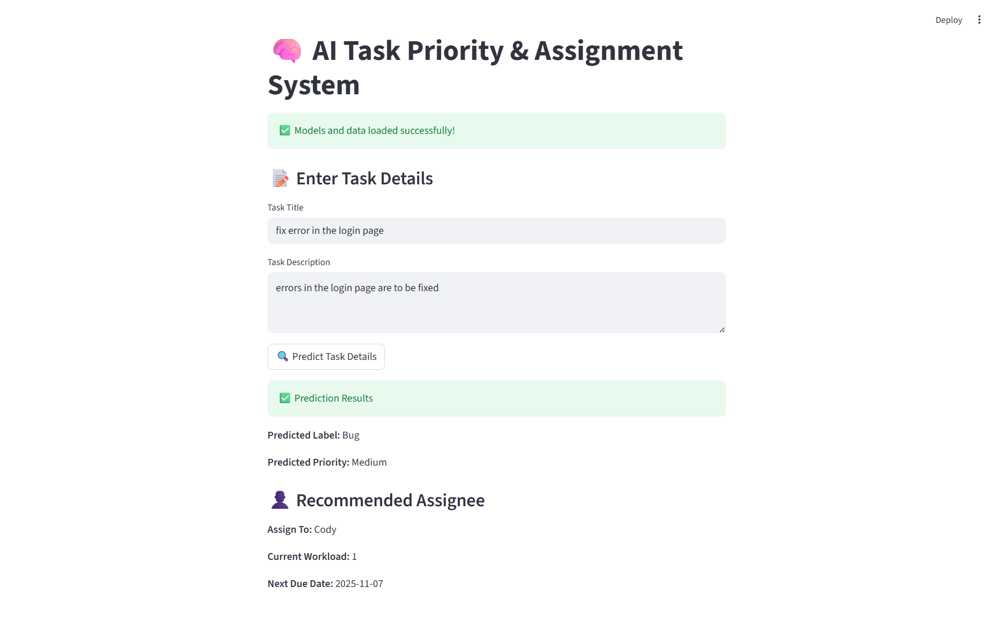 Deploy
AI Task Priority & Assignment
System
Models and data loaded successfully!
Enter Task Details
Task Title
fix error in the login page
Task Description
errors in the login page are to be fixed
Predict Task Details
Prediction Results
Predicted Label: Bug
Predicted Priority: Medium
Recommended Assignee
Assign To: Cody
Current Workload: 1
Next Due Date: 2025-11-07